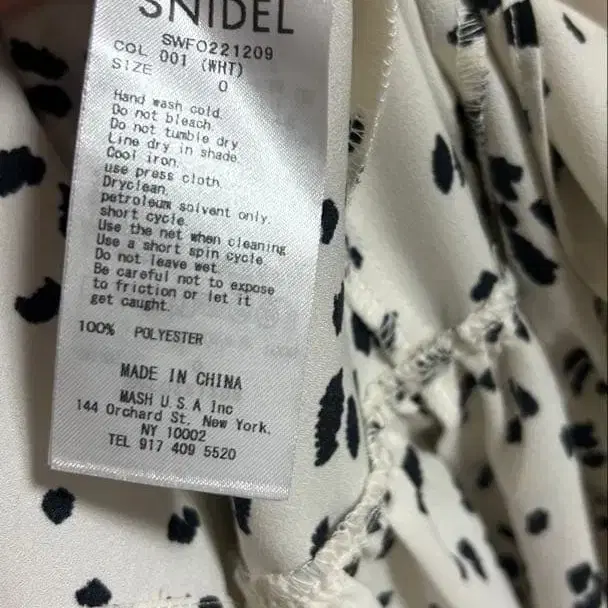 SNIDEL
SWFO221209
COL 001 (WHT)
SIZE 0
Hand wash cold.
Do not bleach.
Do not tumble dry
Line dry in shade.
Cool iron.
use press cloth.
Dryclean.
petroleum solvent only.
short cycle.
Use the net when cleaning
Use a short spin cycle.
Do not leave wet.
Be careful not to expose
to friction or let it
get caught.
100% POLYESTER
MADE IN CHINA
MASH U.S.A Inc
144 Orchard St. New York.
NY 10002
TEL 917 409 5520